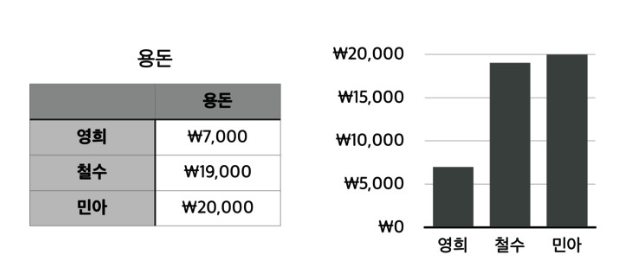 용돈
용돈
영희 ₩7,000
철수 ₩19,000
민아 ₩20,000
₩20,000
₩15,000
₩10,000
₩5,000
₩0
영희 철수 민아